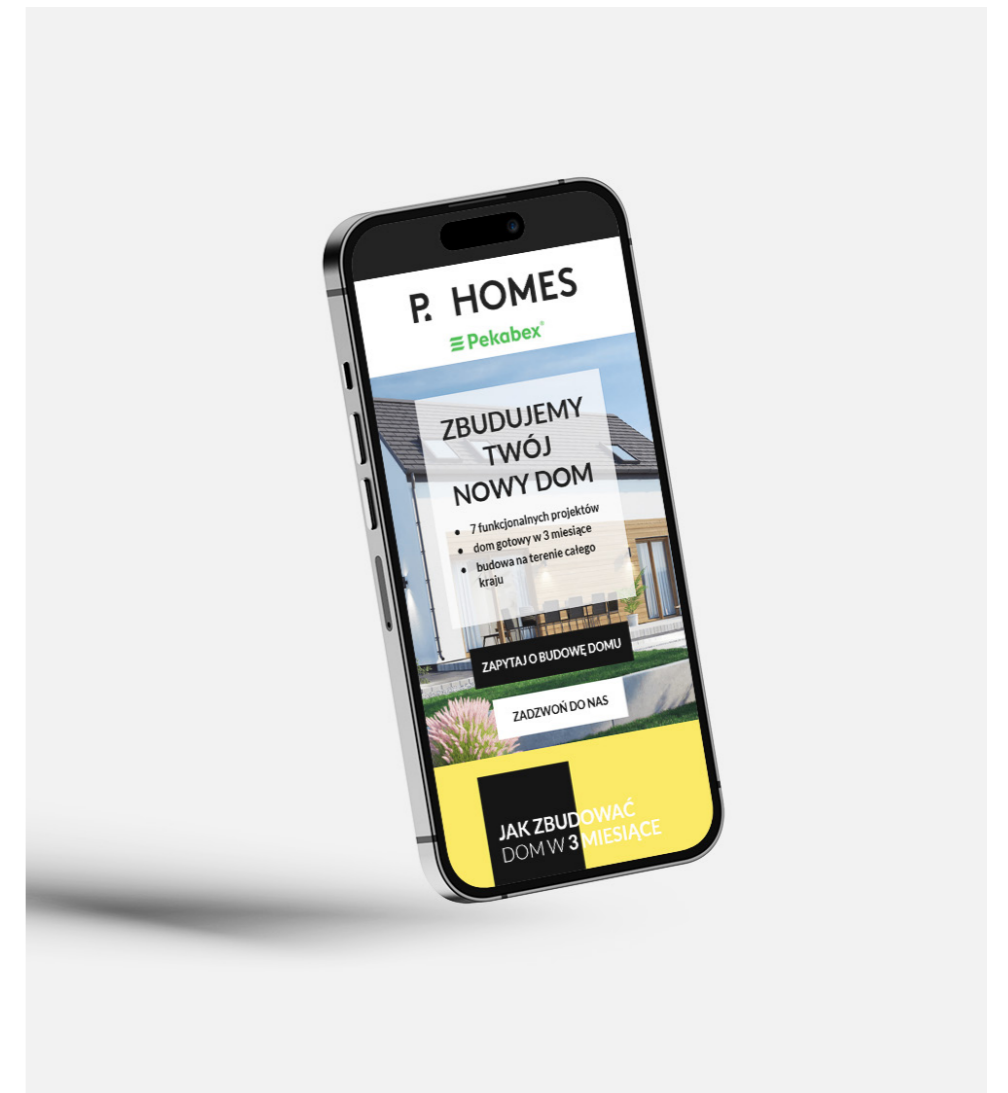 P. HOMES
Pekabex®
ZBUDUJEMY
TWÓJ
NOWY DOM
• 7 funkcjonalnych projektów
• dom gotowy w 3 miesiące
• budowa na terenie całego
kraju
ZAPYTAJ O BUDOWĘ DOMU
ZADZWOŃ DO NAS
JAK ZBUDOWAĆ
DOM W 3 MIESIĄCE